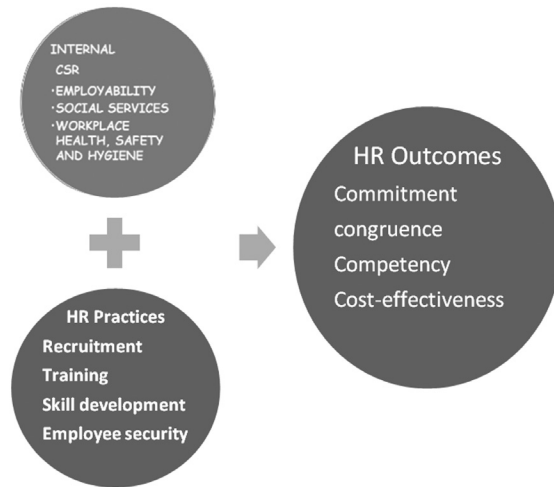 INTERNAL
CSR
·EMPLOYABILITY
·SOCIAL SERVICES
·WORKPLACE
HEALTH, SAFETY
AND HYGIENE
HR Practices
Recruitment
Training
Skill development
Employee security
HR Outcomes
Commitment
congruence
Competency
Cost-effectiveness